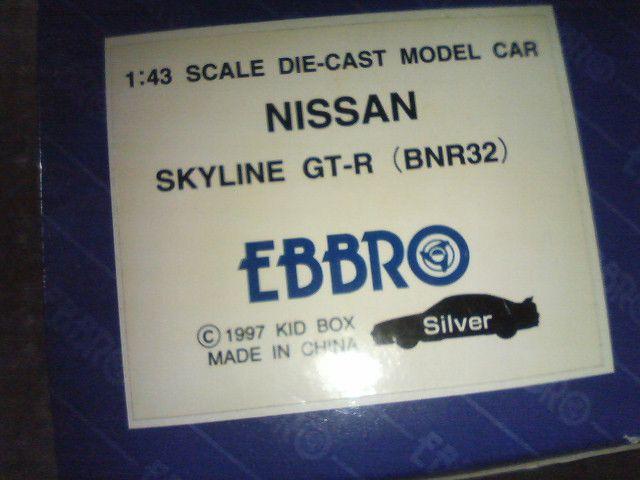 1:43 SCALE DIE-CAST MODEL CAR
NISSAN
SKYLINE GT-R (BNR32)
EBBRO
© 1997 KID BOX
MADE IN CHINA
Silver
EBBRO